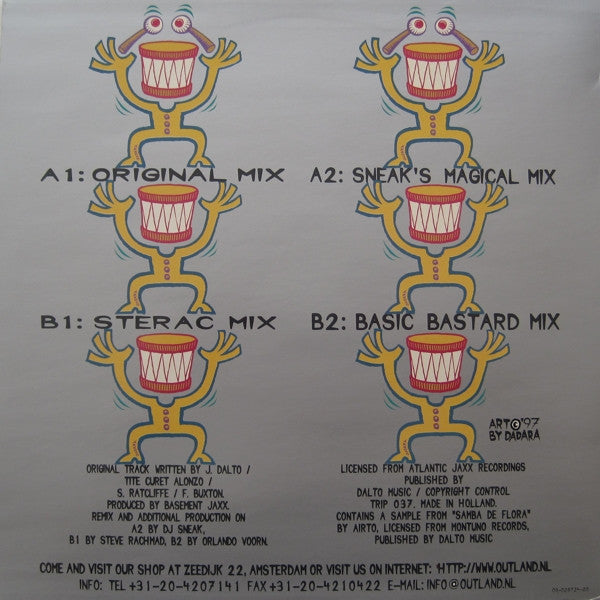 A1: ORIGINAL MIX
A2: SNEAK'S MAGICAL MIX
B1: STERAC MIX
B2: BASIC BASTARD MIX
ART©'97
BY DADARA
ORIGINAL TRACK WRITTEN BY J. DALTO /
TITE CURET ALONZO /
S. RATCLIFFE / F. BUXTON.
PRODUCED BY BASEMENT JAXX.
REMIX AND ADDITIONAL PRODUCTION ON
A2 BY DJ SNEAK,
B1 BY STEVE RACHMAD, B2 BY ORLANDO VOORN.
LICENSED FROM ATLANTIC JAXX RECORDINGS
PUBLISHED BY
DALTO MUSIC / COPYRIGHT CONTROL
TRIP 037. MADE IN HOLLAND.
CONTAINS A SAMPLE FROM "SAMBA DE FLORA"
BY AIRTO, LICENSED FROM MONTUNO RECORDS,
PUBLISHED BY DALTO MUSIC
COME AND VISIT OUR SHOP AT ZEEDIJK 22, AMSTERDAM OR VISIT US ON INTERNET: HTTP://WWW.OUTLAND.NL
INFO: TEL +31-20-4207141 FAX +31-20-4210422 E-MAIL: INFO@OUTLAND.NL